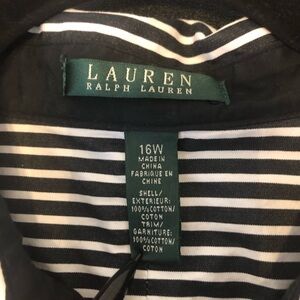 LAUREN
RALPH LAUREN
16W
MADE IN
CHINA
FABRIQUE EN
CHINE
SHELL/
EXTERIEUR:
100%COTTON/
COTON
TRIM/
GARNITURE:
100%COTTON/
COTON